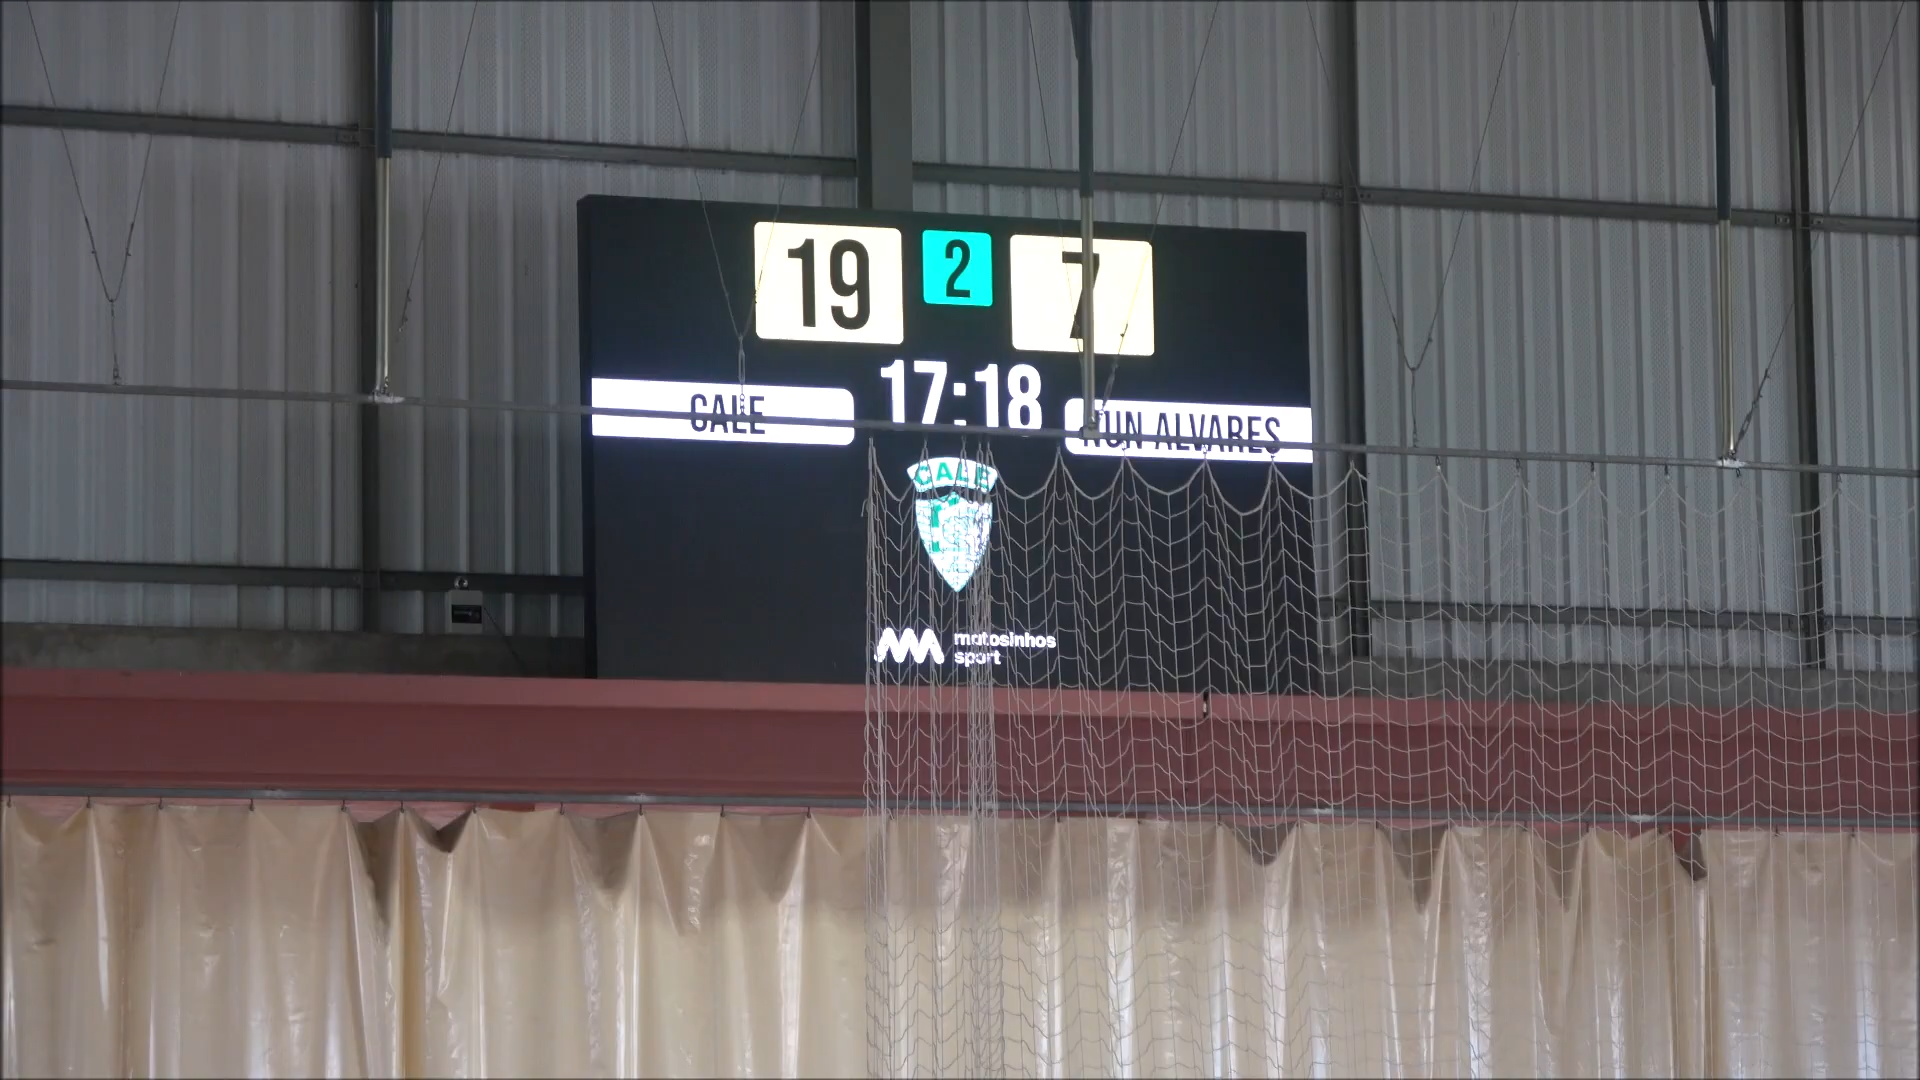 19 2 7
17:18
CALE NUN ALVARES
CALE
matosinhos
sport